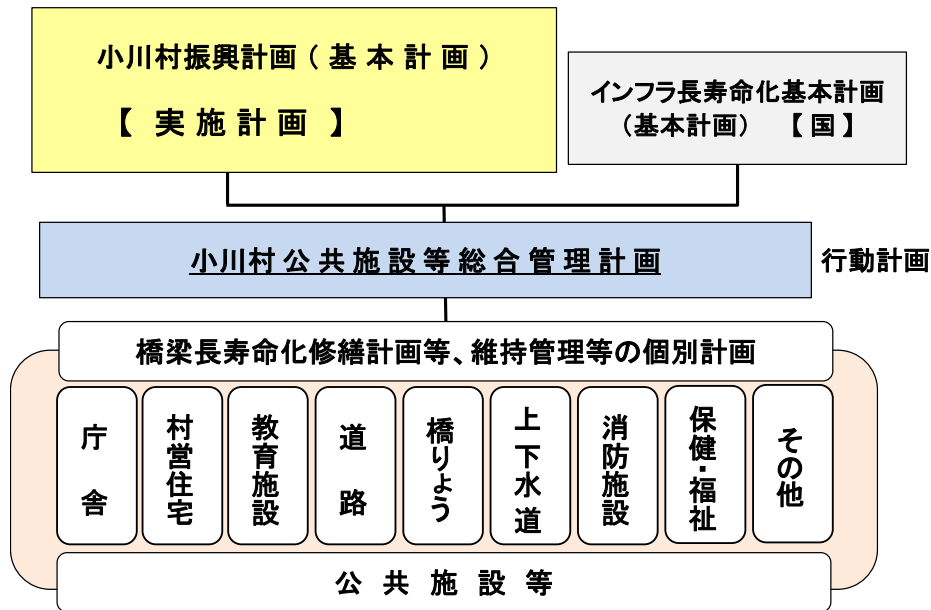 小川村振興計画（基本計画）
【 実施計画 】
インフラ長寿命化基本計画
（基本計画） 【国】
小川村公共施設等総合管理計画
行動計画
橋梁長寿命化修繕計画等、維持管理等の個別計画
庁舎
村営住宅
教育施設
道路
橋りょう
上下水道
消防施設
保健・福祉
その他
公共施設等